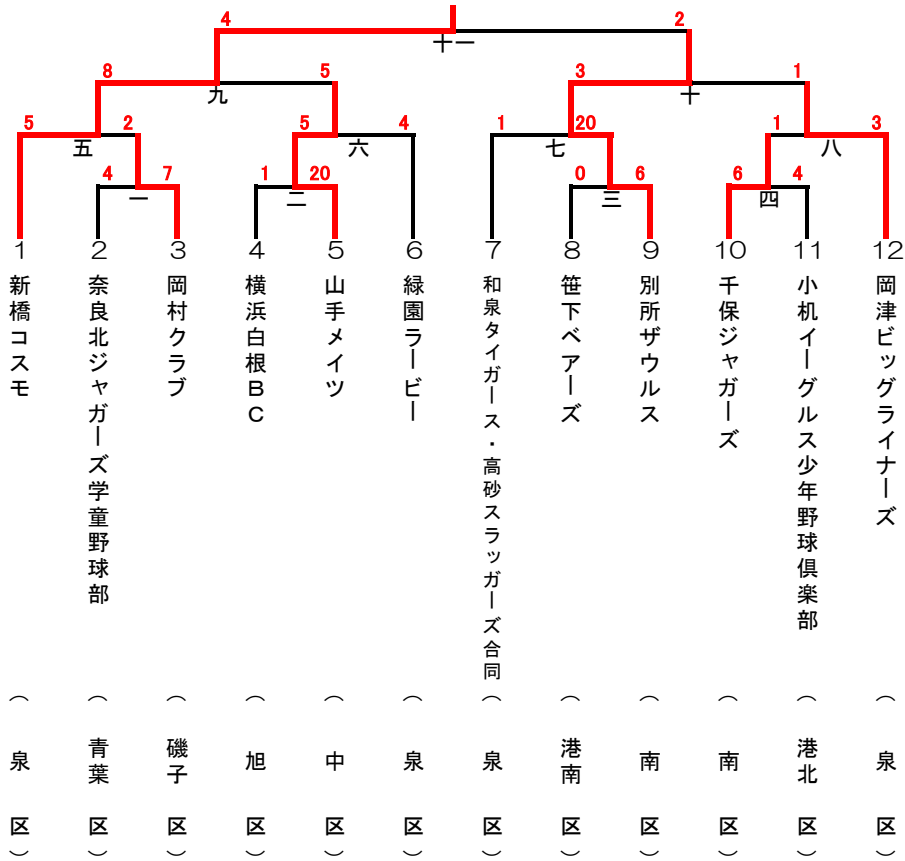 4 2
十一
8 5 3 1
九 十
5 2 5 4 1 20 1 3
五 六 七 八
4 7 1 20 0 6 6 4
一 二 三 四
1 2 3 4 5 6 7 8 9 10 11 12
新橋コスモ
奈良北ジャガーズ学童野球部
岡村クラブ
横浜白根BC
山手メイツ
緑園ラービー
和泉タイガース・高砂スラッガーズ合同
笹下ベアーズ
別所ザウルス
千保ジャガーズ
小机イーグルス少年野球倶楽部
岡津ビッグライナーズ
(泉区)
(青葉区)
(磯子区)
(旭区)
(中区)
(泉区)
(泉区)
(港南区)
(南区)
(南区)
(港北区)
(泉区)